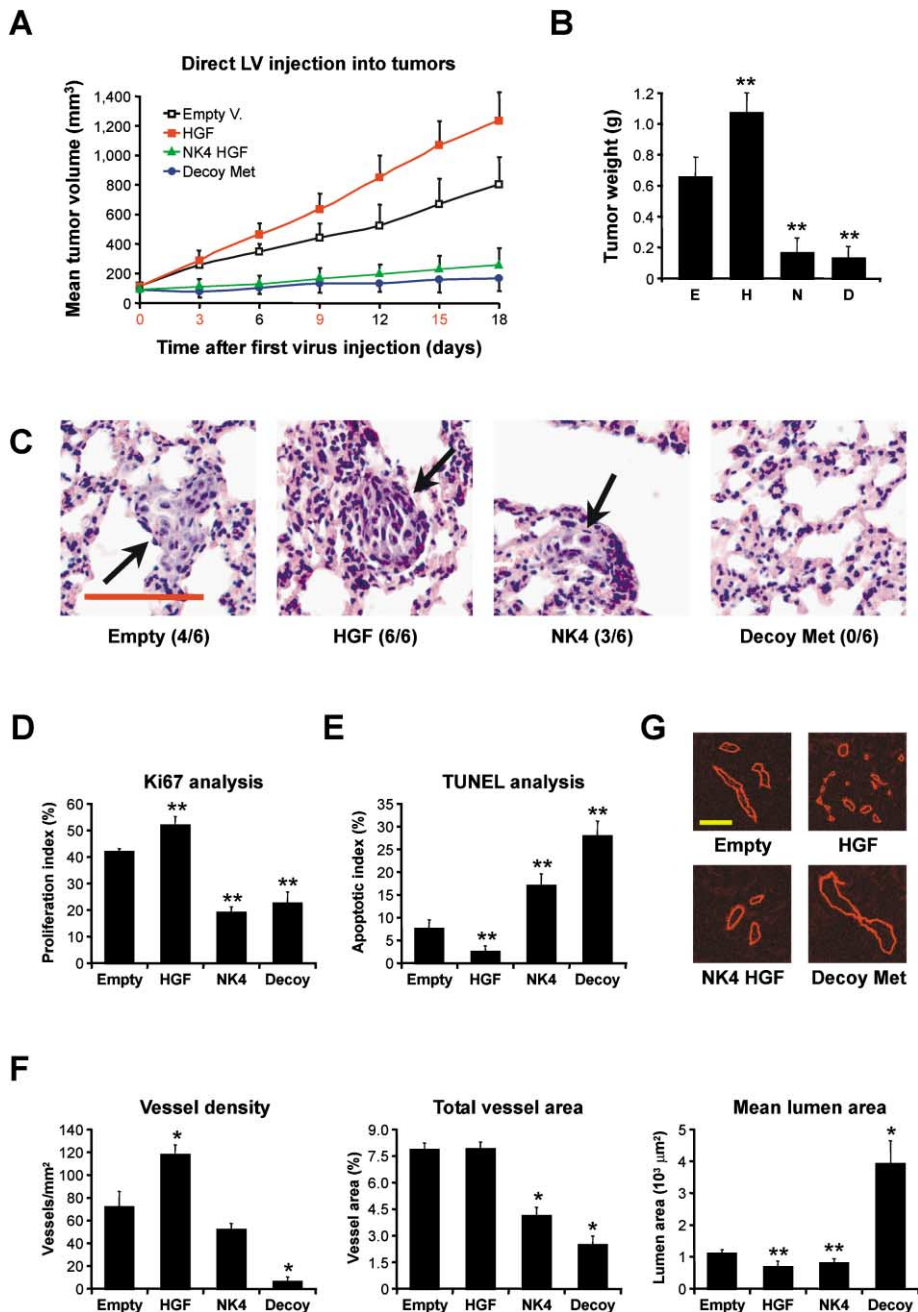 A
Direct LV injection into tumors
Mean tumor volume (mm³)
1,400
1,200
1,000
800
600
400
200
0
Empty V.
HGF
NK4 HGF
Decoy Met
0 3 6 9 12 15 18
Time after first virus injection (days)
B
Tumor weight (g)
1.2
1.0
0.8
0.6
0.4
0.2
0
** ** **
E H N D
C
Empty (4/6) HGF (6/6) NK4 (3/6) Decoy Met (0/6)
D
Ki67 analysis
Proliferation index (%)
60
50
40
30
20
10
0
** ** **
Empty HGF NK4 Decoy
E
TUNEL analysis
Apoptotic index (%)
35
30
25
20
15
10
5
0
** ** **
Empty HGF NK4 Decoy
G
Empty HGF
NK4 HGF Decoy Met
F
Vessel density
Vessels/mm²
140
120
100
80
60
40
20
0
* *
Empty HGF NK4 Decoy
Total vessel area
Vessel area (%)
9.0
7.5
6.0
4.5
3.0
1.5
0
* *
Empty HGF NK4 Decoy
Mean lumen area
Lumen area (10³ µm²)
5
4
3
2
1
0
** ** *
Empty HGF NK4 Decoy